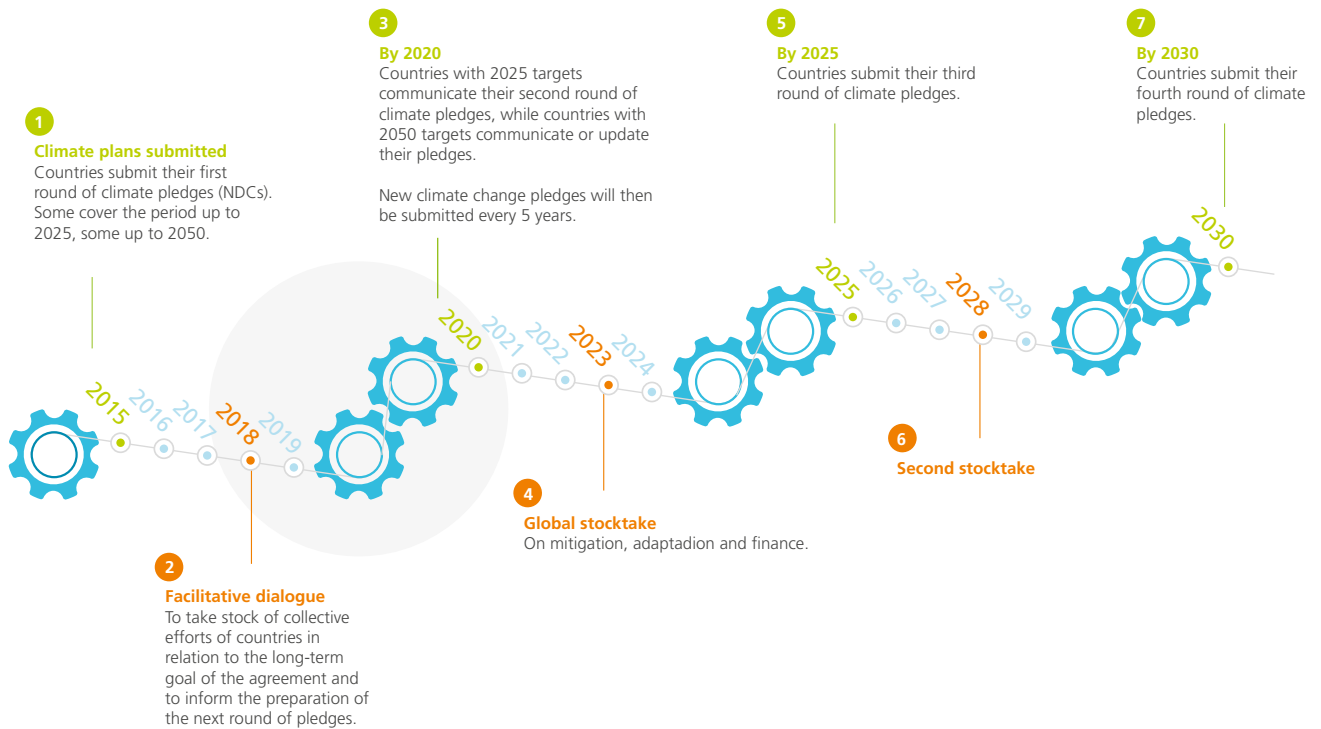 1
Climate plans submitted
Countries submit their first
round of climate pledges (NDCs).
Some cover the period up to
2025, some up to 2050.
3
By 2020
Countries with 2025 targets
communicate their second round of
climate pledges, while countries with
2050 targets communicate or update
their pledges.
New climate change pledges will then
be submitted every 5 years.
5
By 2025
Countries submit their third
round of climate pledges.
7
By 2030
Countries submit their
fourth round of climate
pledges.
2015
2016
2017
2018
2019
2020
2021
2022
2023
2024
2025
2026
2027
2028
2029
2030
2
Facilitative dialogue
To take stock of collective
efforts of countries in
relation to the long-term
goal of the agreement and
to inform the preparation of
the next round of pledges.
4
Global stocktake
On mitigation, adaptadion and finance.
6
Second stocktake